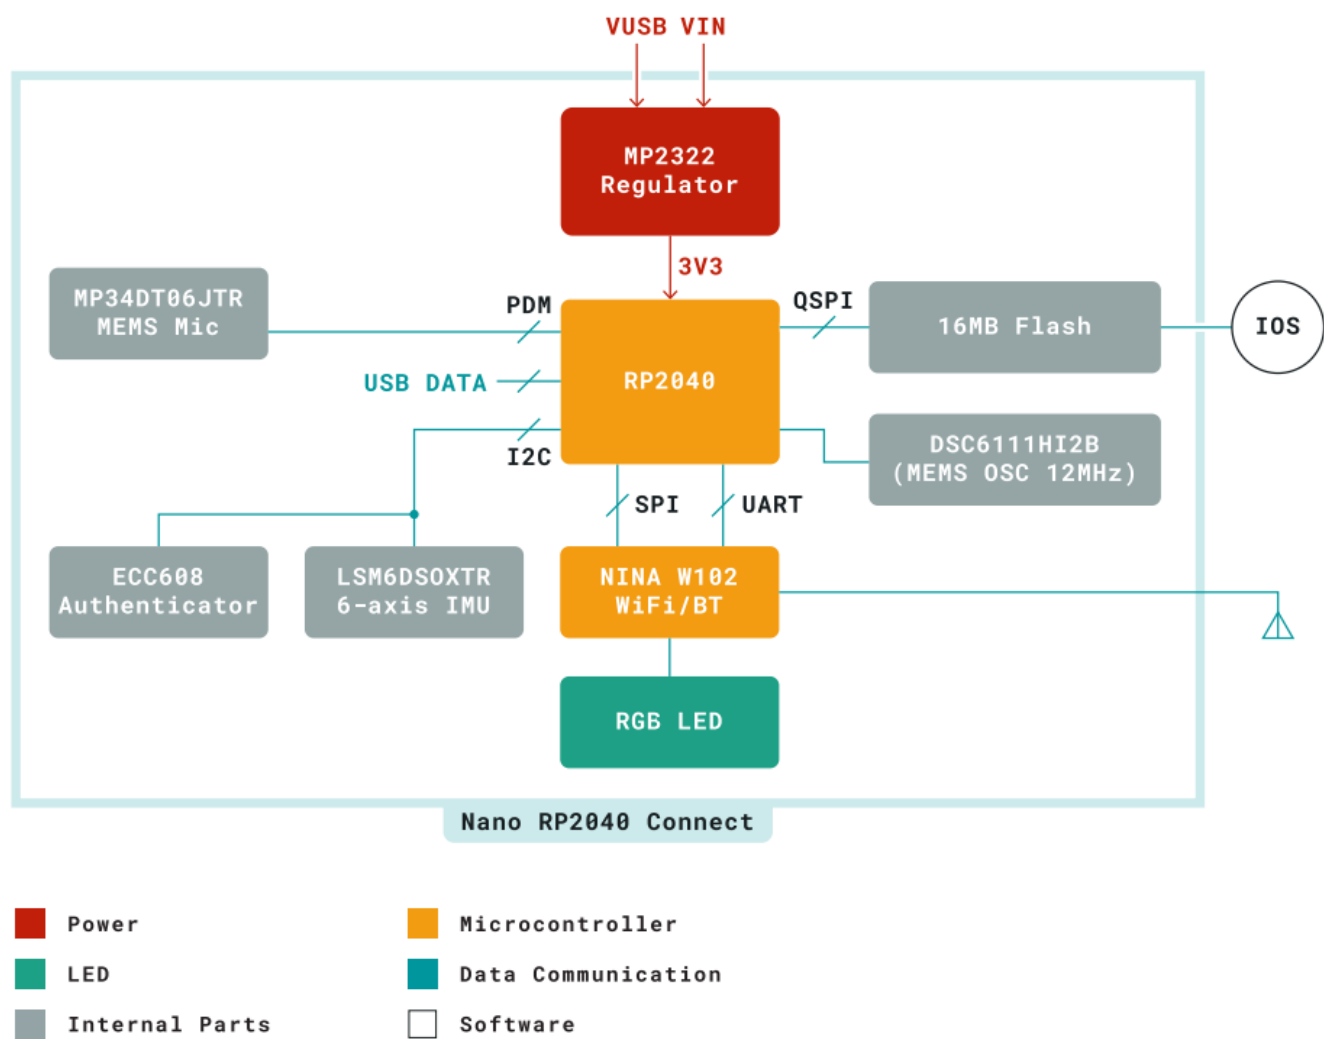 VUSB VIN
MP2322
Regulator
3V3
MP34DT06JTR
MEMS Mic
PDM
QSPI
16MB Flash
IOS
RP2040
USB DATA
I2C
DSC6111HI2B
(MEMS OSC 12MHz)
SPI
UART
ECC608
Authenticator
LSM6DSOXTR
6-axis IMU
NINA W102
WiFi/BT
RGB LED
Nano RP2040 Connect
Power
Microcontroller
LED
Data Communication
Internal Parts
Software